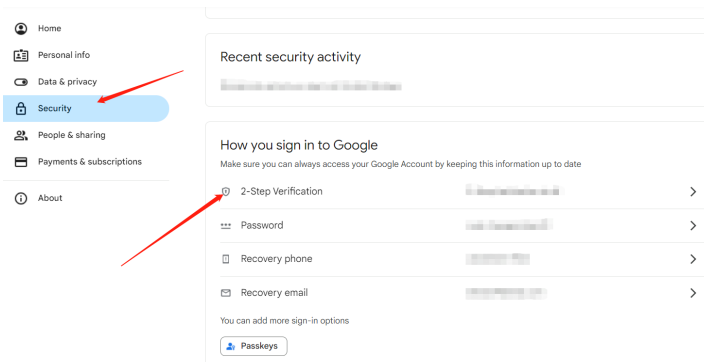 Home
Personal info
Data & privacy
Security
People & sharing
Payments & subscriptions
About
Recent security activity
How you sign in to Google
Make sure you can always access your Google Account by keeping this information up to date
2-Step Verification
Password
Recovery phone
Recovery email
You can add more sign-in options
Passkeys